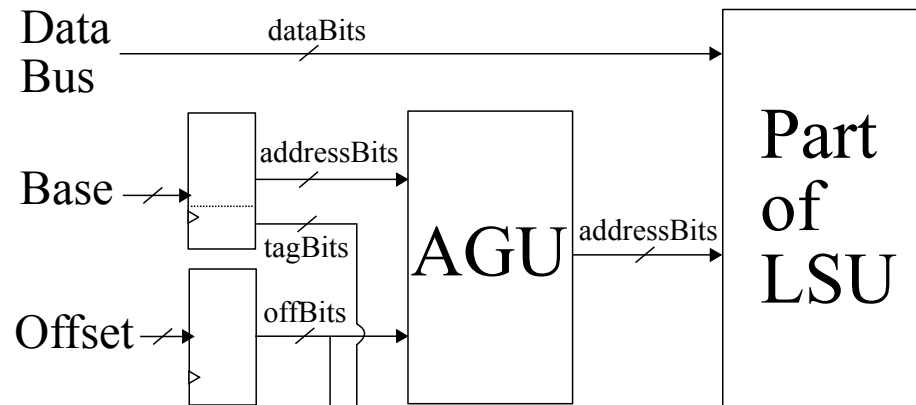 Data
Bus
dataBits
Base
addressBits
tagBits
Offset
offBits
AGU
addressBits
Part
of
LSU